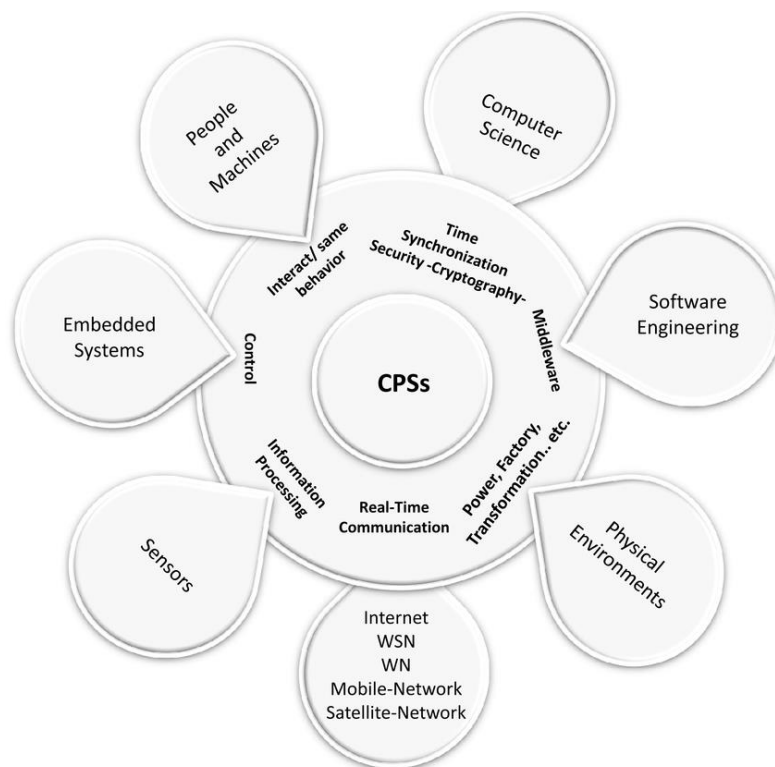 People
and
Machines
Computer
Science
Interact/ same
behavior
Time
Synchronization
Security -Cryptography-
Embedded
Systems
Control
CPSs
Middleware
Software
Engineering
Information
Processing
Real-Time
Communication
Power, Factory,
Transformation.. etc.
Sensors
Physical
Environments
Internet
WSN
WN
Mobile-Network
Satellite-Network